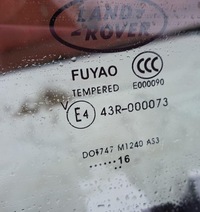 LAND-
ROVER
FUYAO CCC
TEMPERED E000090
E4 43R-000073
DOT747 M1240 AS3
······16